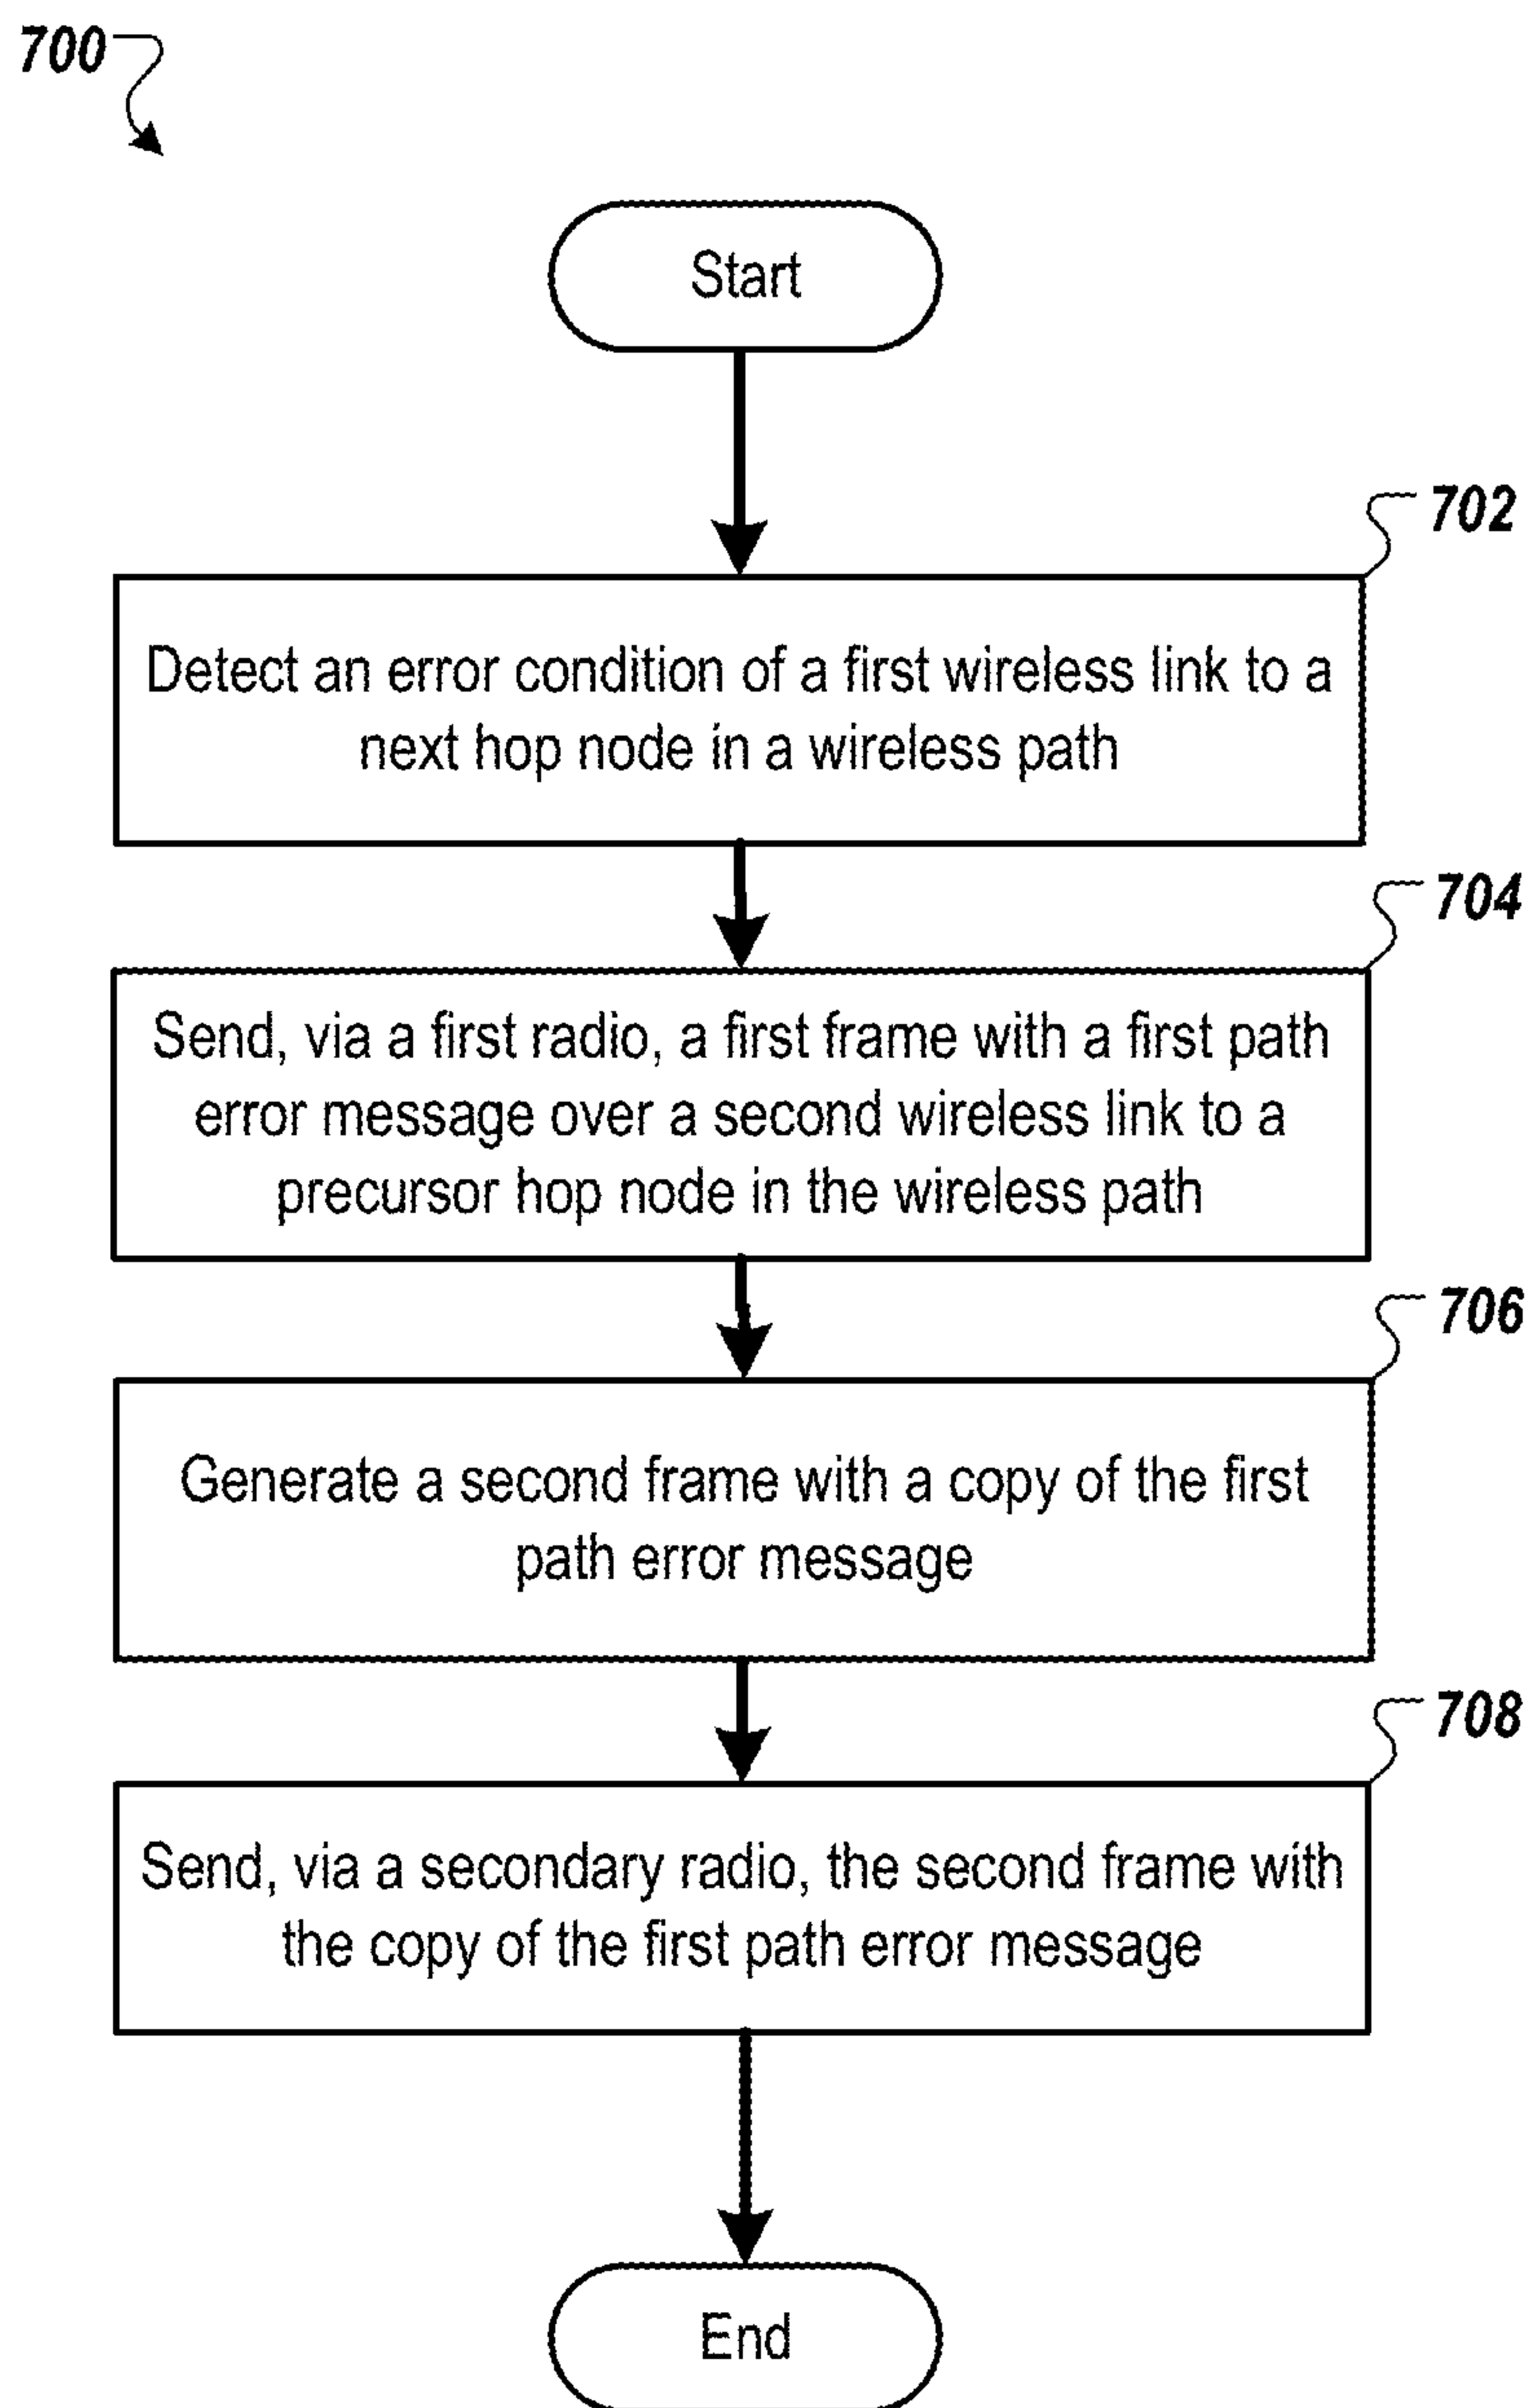 700
Start
702
Detect an error condition of a first wireless link to a
next hop node in a wireless path
704
Send, via a first radio, a first frame with a first path
error message over a second wireless link to a
precursor hop node in the wireless path
706
Generate a second frame with a copy of the first
path error message
708
Send, via a secondary radio, the second frame with
the copy of the first path error message
End